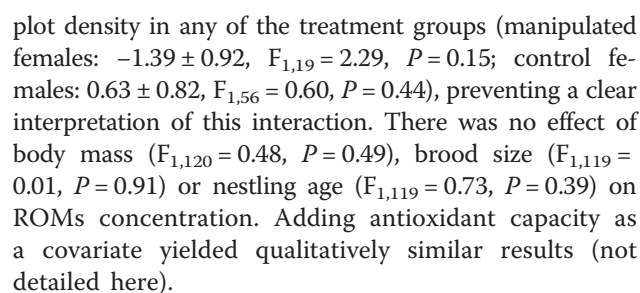 plot density in any of the treatment groups (manipulated
females: −1.39 ± 0.92, F1,19 = 2.29, P = 0.15; control fe-
males: 0.63 ± 0.82, F1,56 = 0.60, P = 0.44), preventing a clear
interpretation of this interaction. There was no effect of
body mass (F1,120 = 0.48, P = 0.49), brood size (F1,119 =
0.01, P = 0.91) or nestling age (F1,119 = 0.73, P = 0.39) on
ROMs concentration. Adding antioxidant capacity as
a covariate yielded qualitatively similar results (not
detailed here).